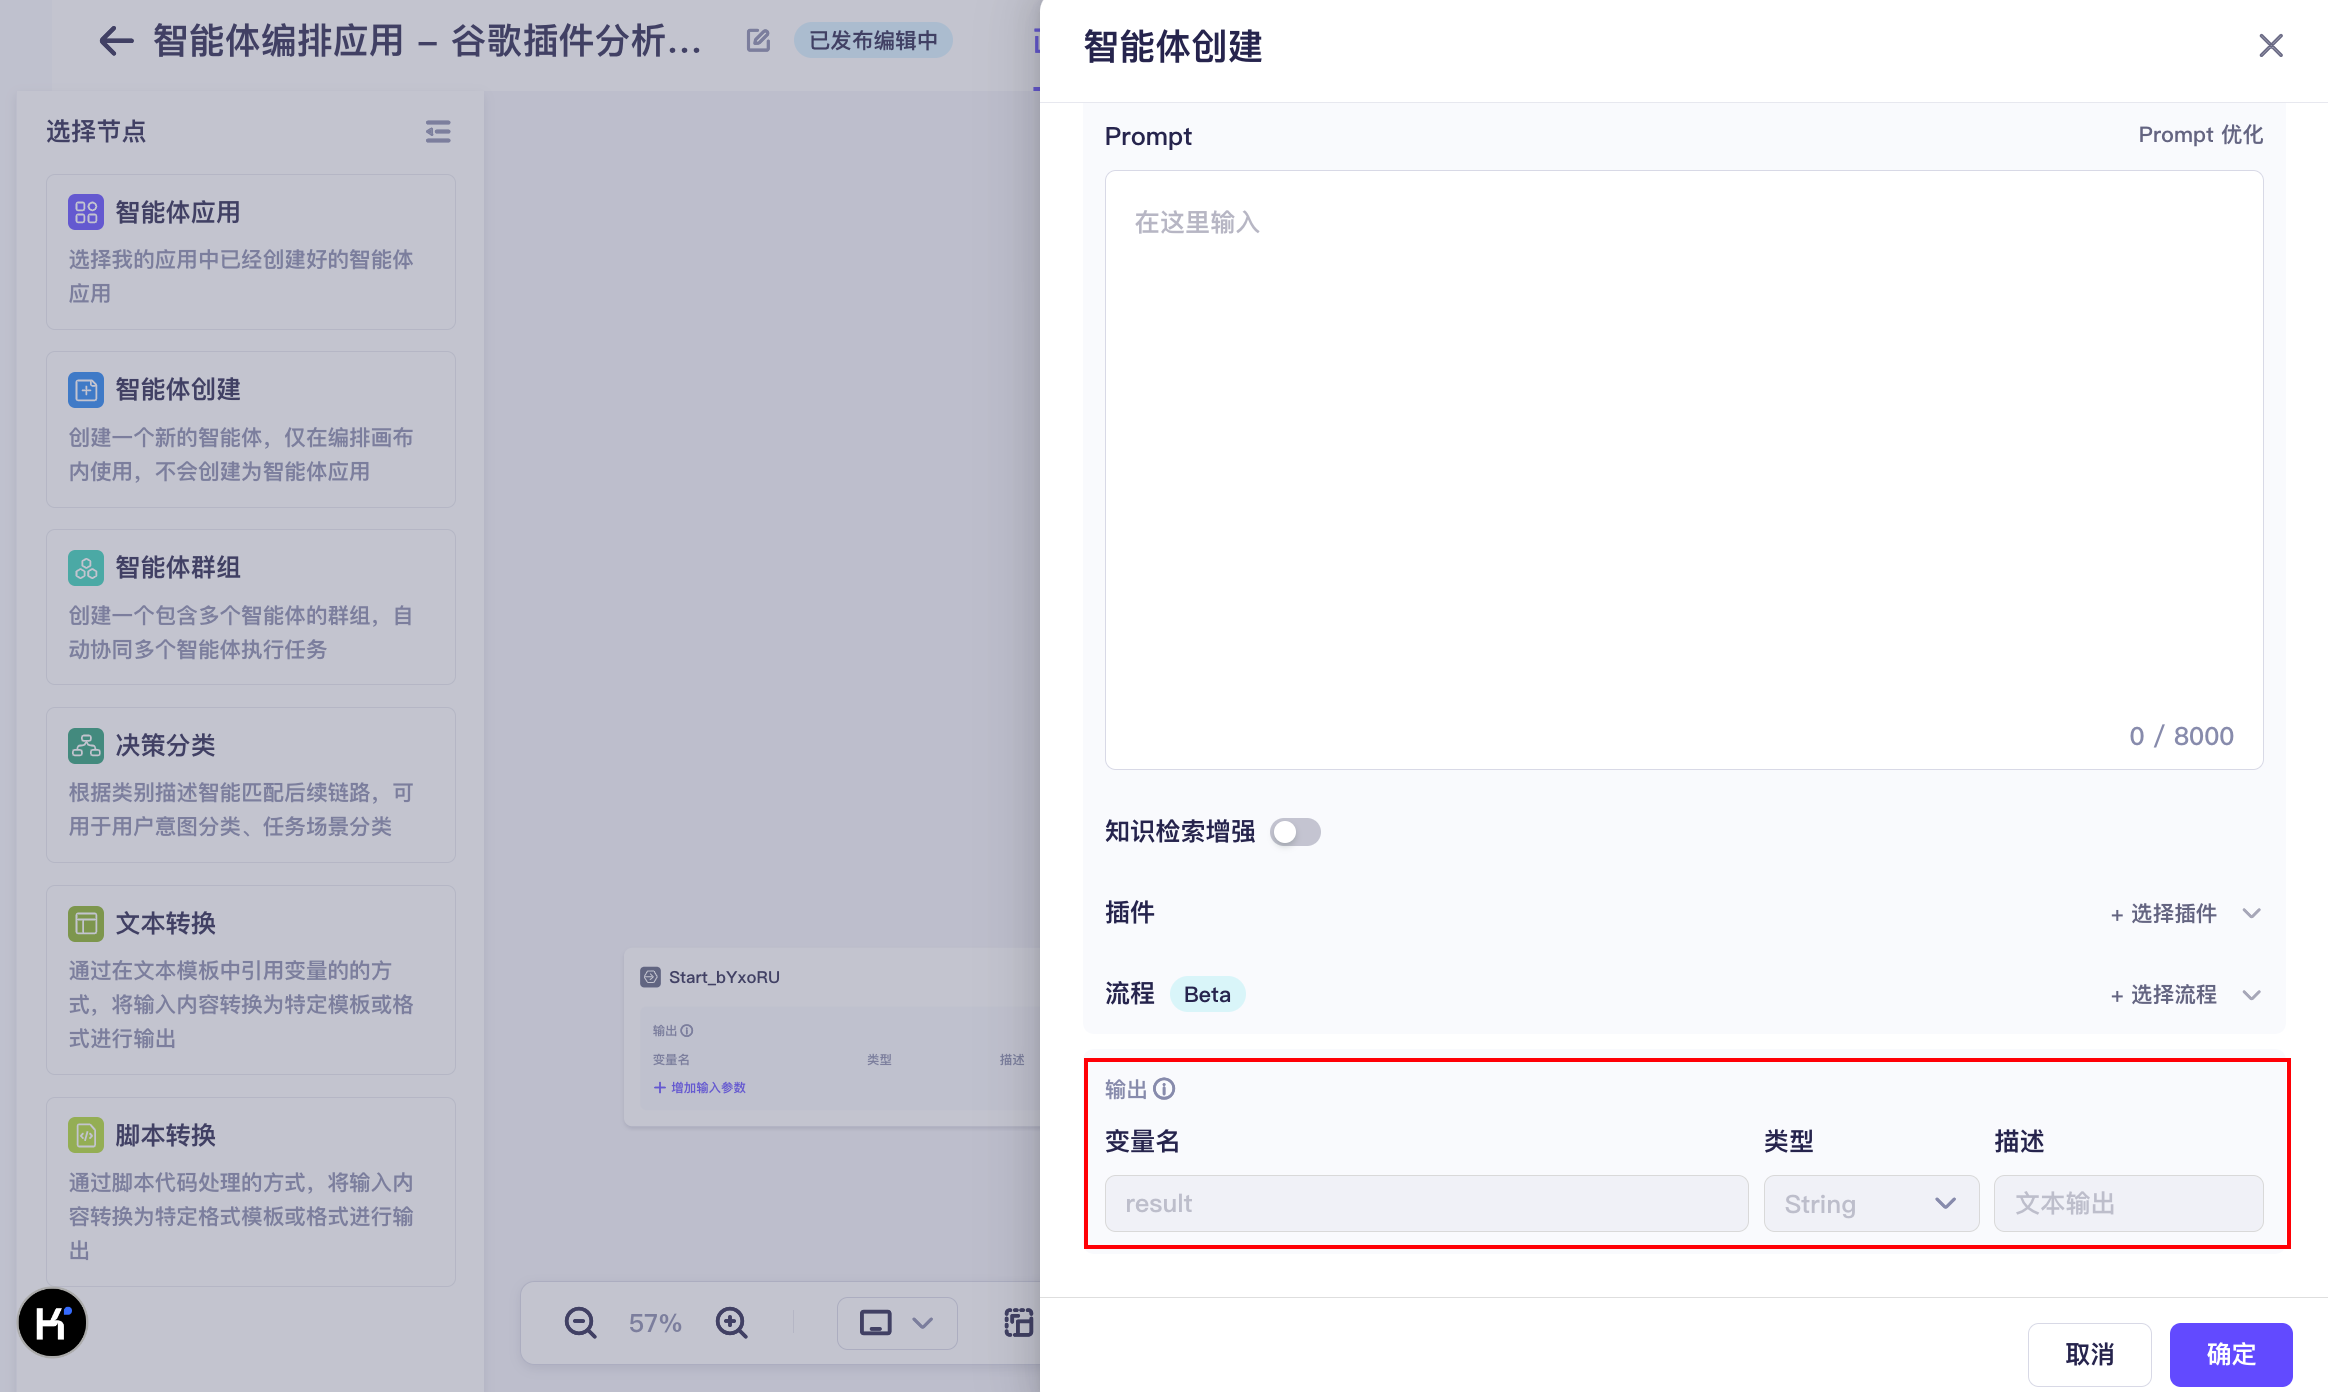 智能体编排应用 – 谷歌插件分析...
已发布编辑中
选择节点
智能体应用
选择我的应用中已经创建好的智能体
应用
智能体创建
创建一个新的智能体，仅在编排画布
内使用，不会创建为智能体应用
智能体群组
创建一个包含多个智能体的群组，自
动协同多个智能体执行任务
决策分类
根据类别描述智能匹配后续链路，可
用于用户意图分类、任务场景分类
文本转换
通过在文本模板中引用变量的的方
式，将输入内容转换为特定模板或格
式进行输出
脚本转换
通过脚本代码处理的方式，将输入内
容转换为特定格式模板或格式进行输
出
Start_bYxoRU
输出
变量名 类型 描述
+ 增加输入参数
57%
智能体创建
Prompt Prompt 优化
在这里输入
0 / 8000
知识检索增强
插件 + 选择插件
流程 Beta + 选择流程
输出
变量名 类型 描述
result String 文本输出
取消 确定